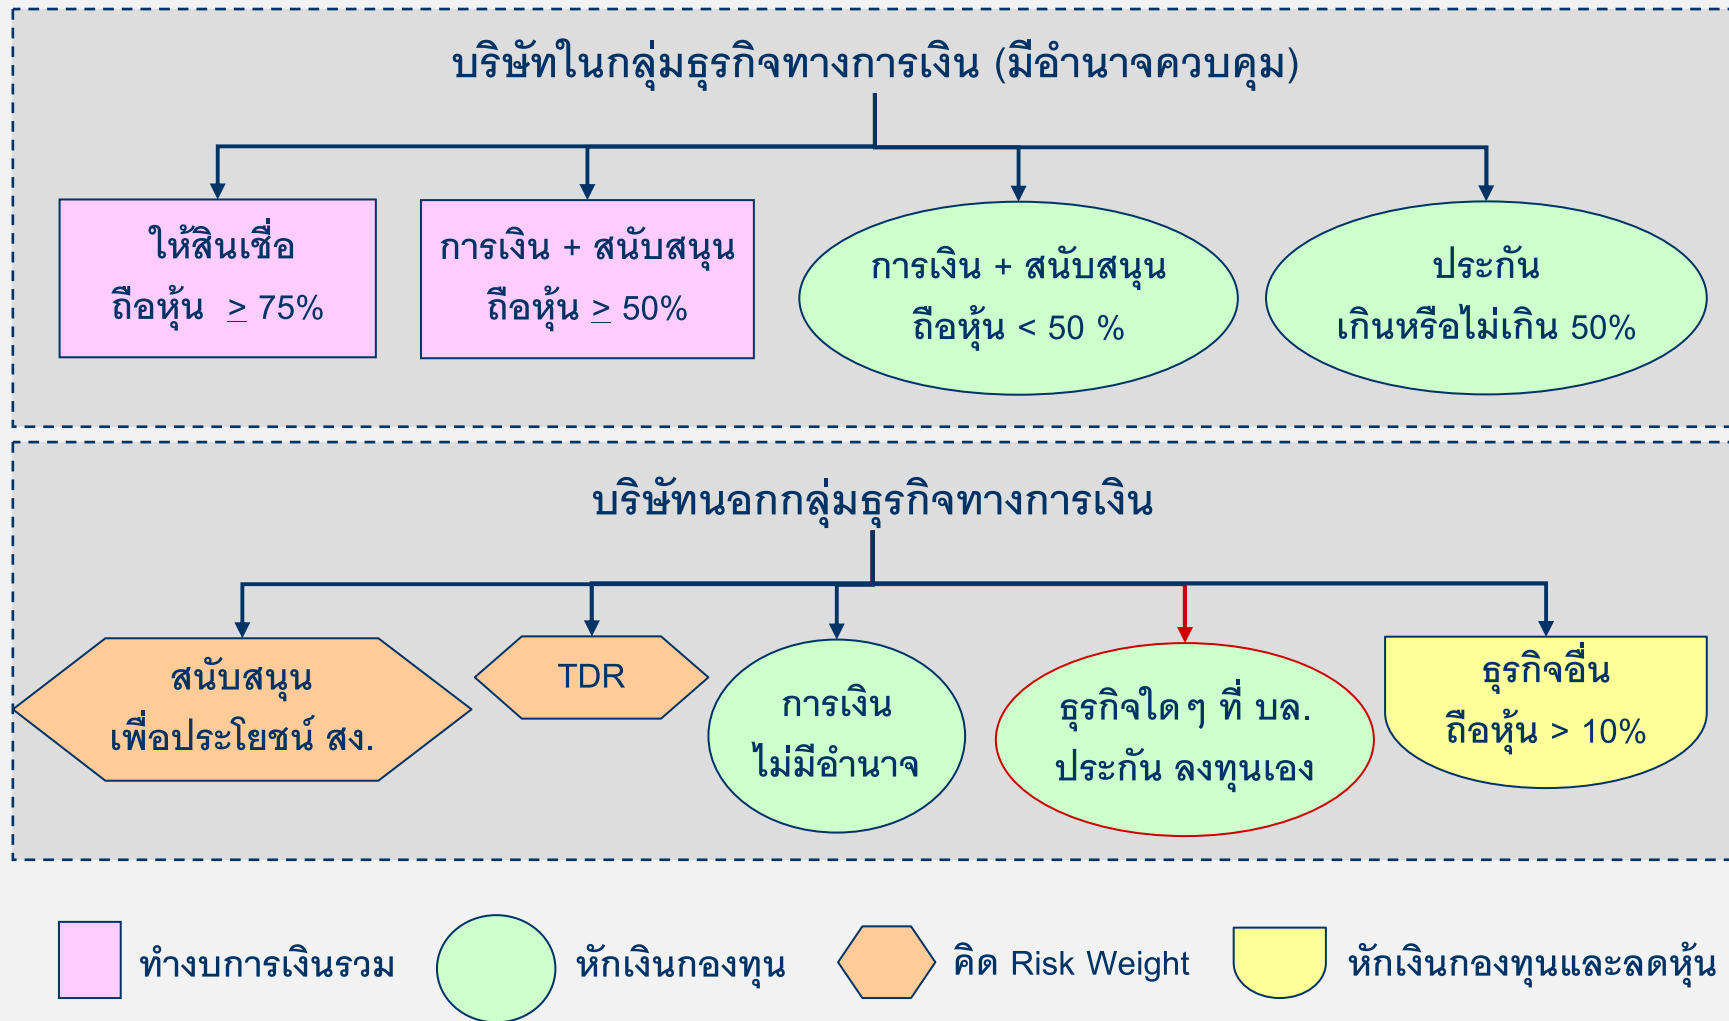 บริษัทในกลุ่มธุรกิจทางการเงิน (มีอำนาจควบคุม)
ให้สินเชื่อ
ถือหุ้น ≥ 75%
การเงิน + สนับสนุน
ถือหุ้น ≥ 50%
การเงิน + สนับสนุน
ถือหุ้น < 50 %
ประกัน
เกินหรือไม่เกิน 50%
บริษัทนอกกลุ่มธุรกิจทางการเงิน
สนับสนุน
เพื่อประโยชน์ สง.
TDR
การเงิน
ไม่มีอำนาจ
ธุรกิจใด ๆ ที่ บล.
ประกัน ลงทุนเอง
ธุรกิจอื่น
ถือหุ้น > 10%
ทำงบการเงินรวม
หักเงินกองทุน
คิด Risk Weight
หักเงินกองทุนและลดหุ้น